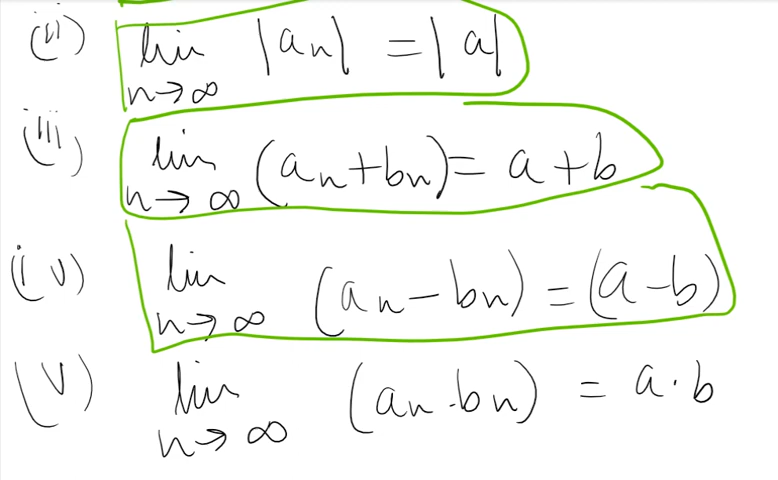 (ii) lim n→∞ |an| = |a|
(iii) lim n→∞ (an+bn) = a+b
(iv) lim n→∞ (an-bn) = (a-b)
(v) lim n→∞ (an·bn) = a·b